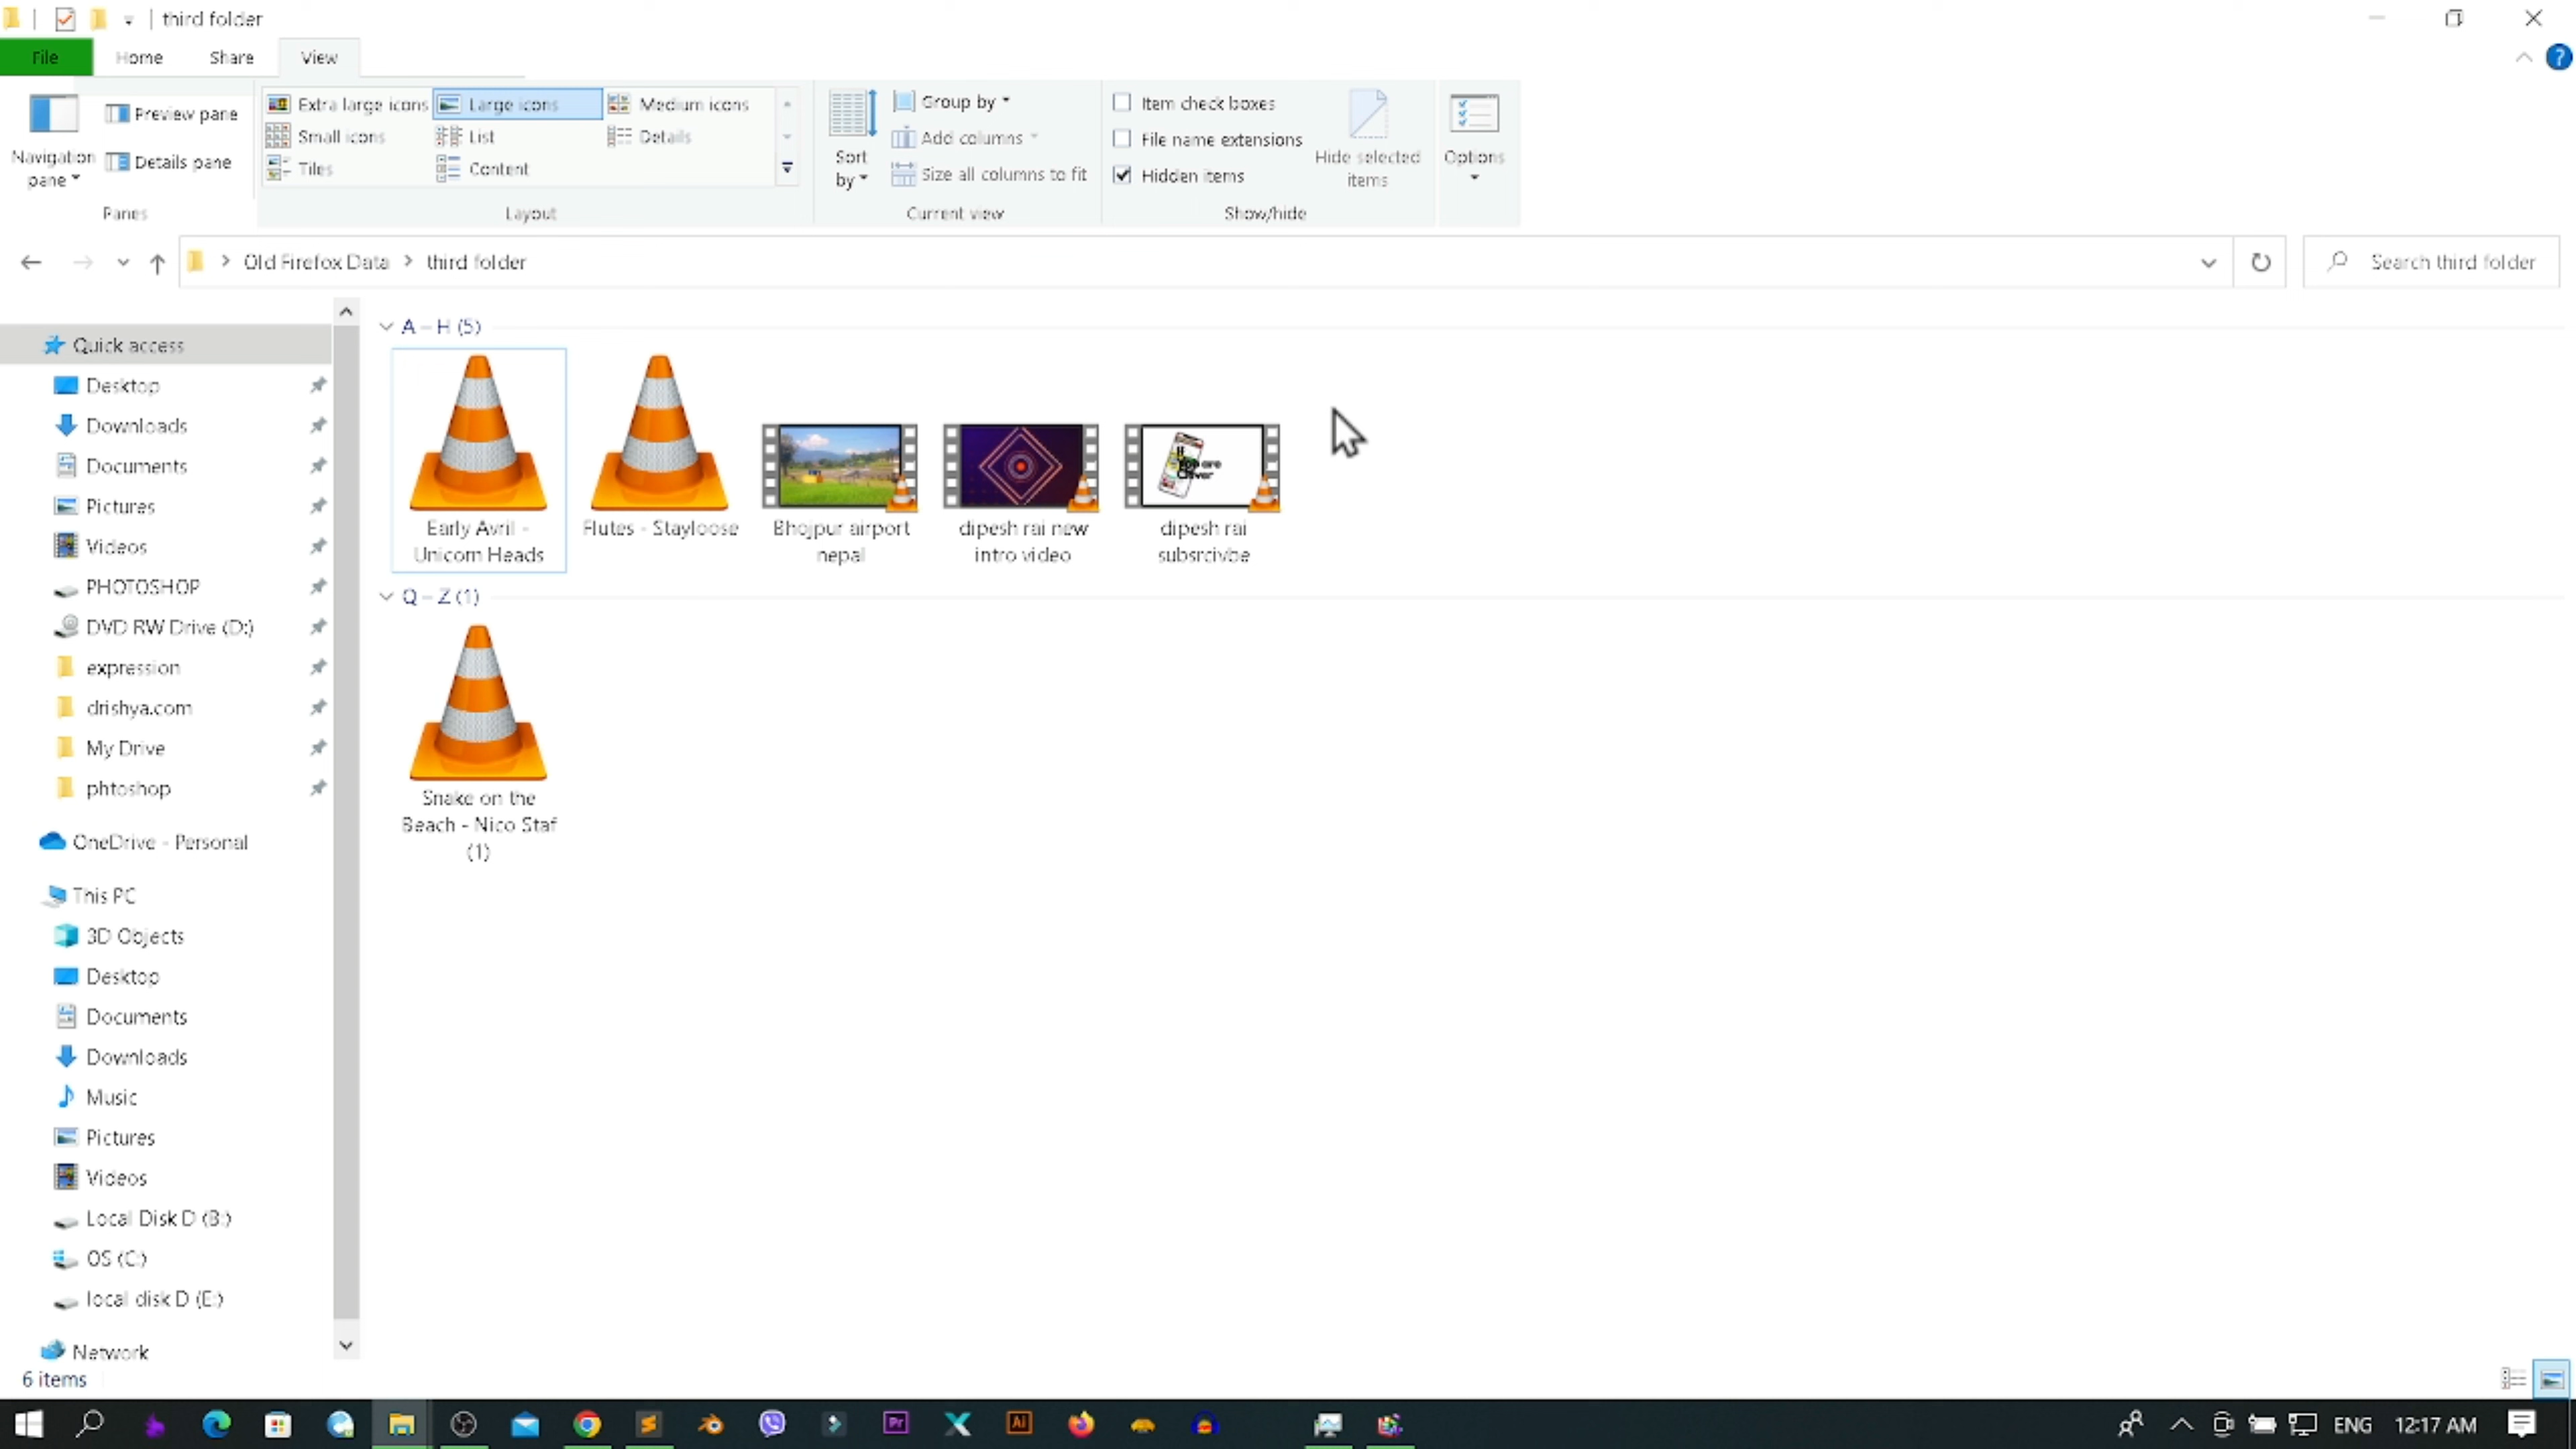 third folder
File Home Share View
Navigation pane
Preview pane
Details pane
Panes
Extra large icons Large icons Medium icons
Small icons List Details
Tiles Content
Layout
Sort by
Group by
Add columns
Size all columns to fit
Current view
Item check boxes
File name extensions
Hidden items
Hide selected items
Show/hide
Options
Old Firefox Data > third folder
Search third folder
Quick access
Desktop
Downloads
Documents
Pictures
Videos
PHOTOSHOP
DVD RW Drive (D:)
expression
drishya.com
My Drive
phtoshop
OneDrive - Personal
This PC
3D Objects
Desktop
Documents
Downloads
Music
Pictures
Videos
Local Disk D (B:)
OS (C:)
local disk D (E:)
Network
6 items
A – H (5)
Early Avril -
Unicorn Heads
Flutes - Stayloose
Bhojpur airport
nepal
dipesh rai new
intro video
dipesh rai
subsrcivbe
Q – Z (1)
Snake on the
Beach - Nico Staf
(1)
Pr
Ai
ENG 12:17 AM